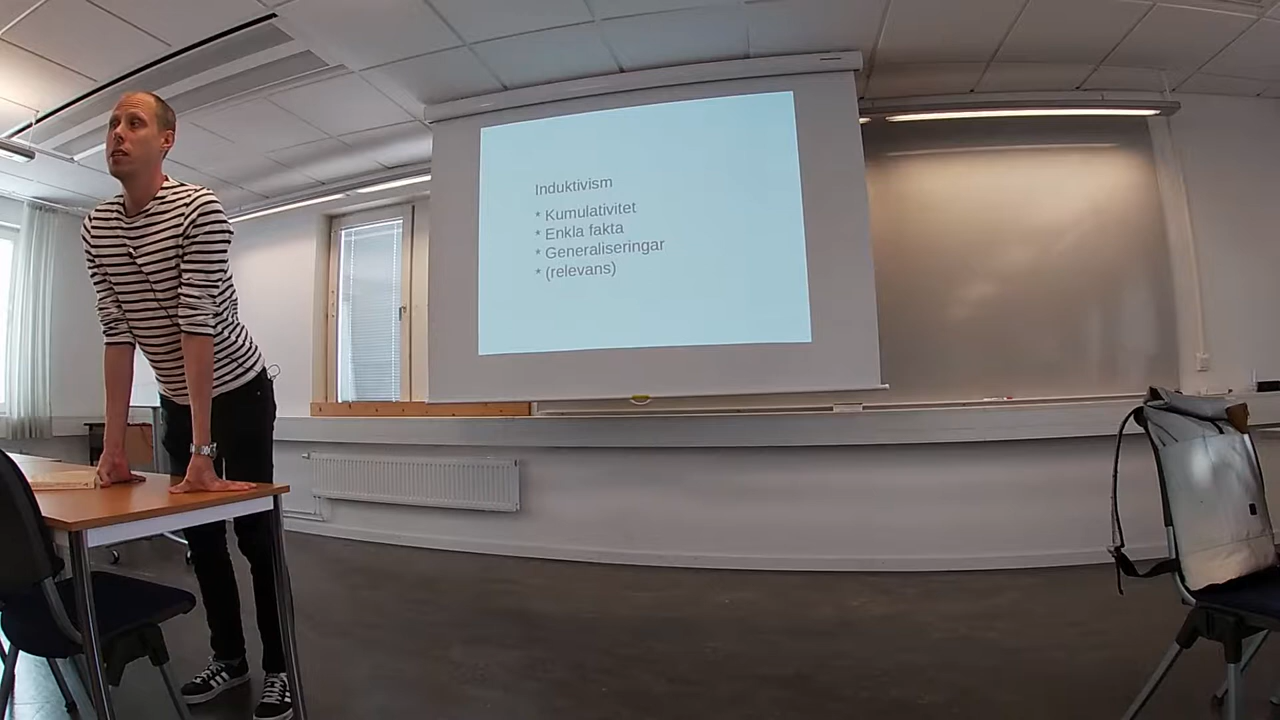 Induktivism
* Kumulativitet
* Enkla fakta
* Generaliseringar
* (relevans)